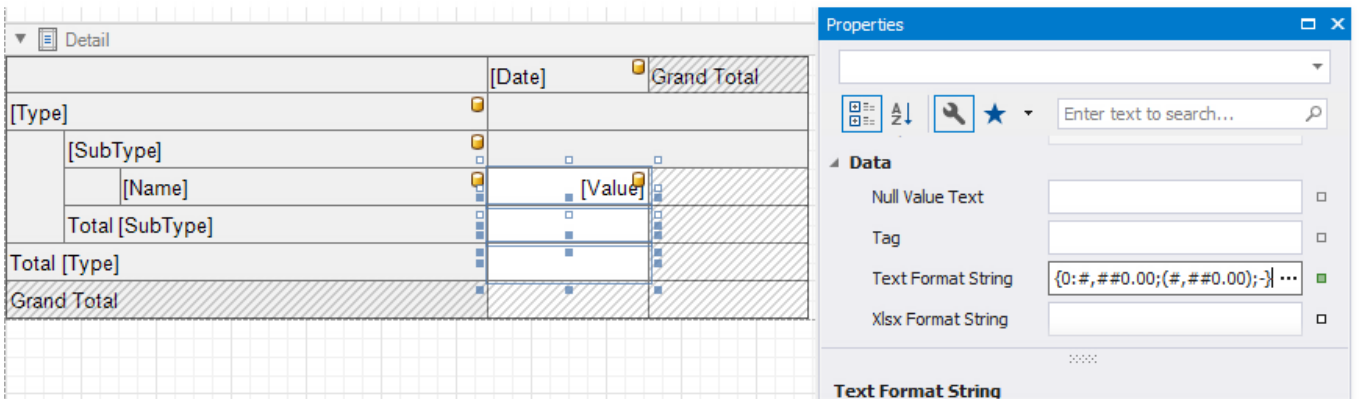 Detail
[Date] Grand Total
[Type]
[SubType]
[Name] [Value]
Total [SubType]
Total [Type]
Grand Total
Properties
Enter text to search...
Data
Null Value Text
Tag
Text Format String {0:#,##0.00;(#,##0.00);-} ...
Xlsx Format String
Text Format String